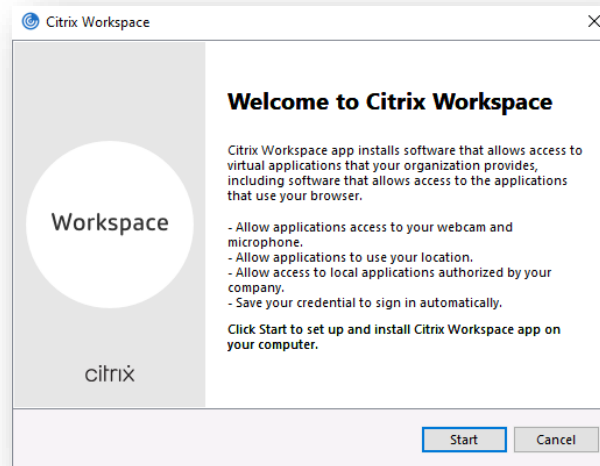 Citrix Workspace
Welcome to Citrix Workspace
Citrix Workspace app installs software that allows access to
virtual applications that your organization provides,
including software that allows access to the applications
that use your browser.
- Allow applications access to your webcam and
microphone.
- Allow applications to use your location.
- Allow access to local applications authorized by your
company.
- Save your credential to sign in automatically.
Click Start to set up and install Citrix Workspace app on
your computer.
Workspace
citrix
Start
Cancel